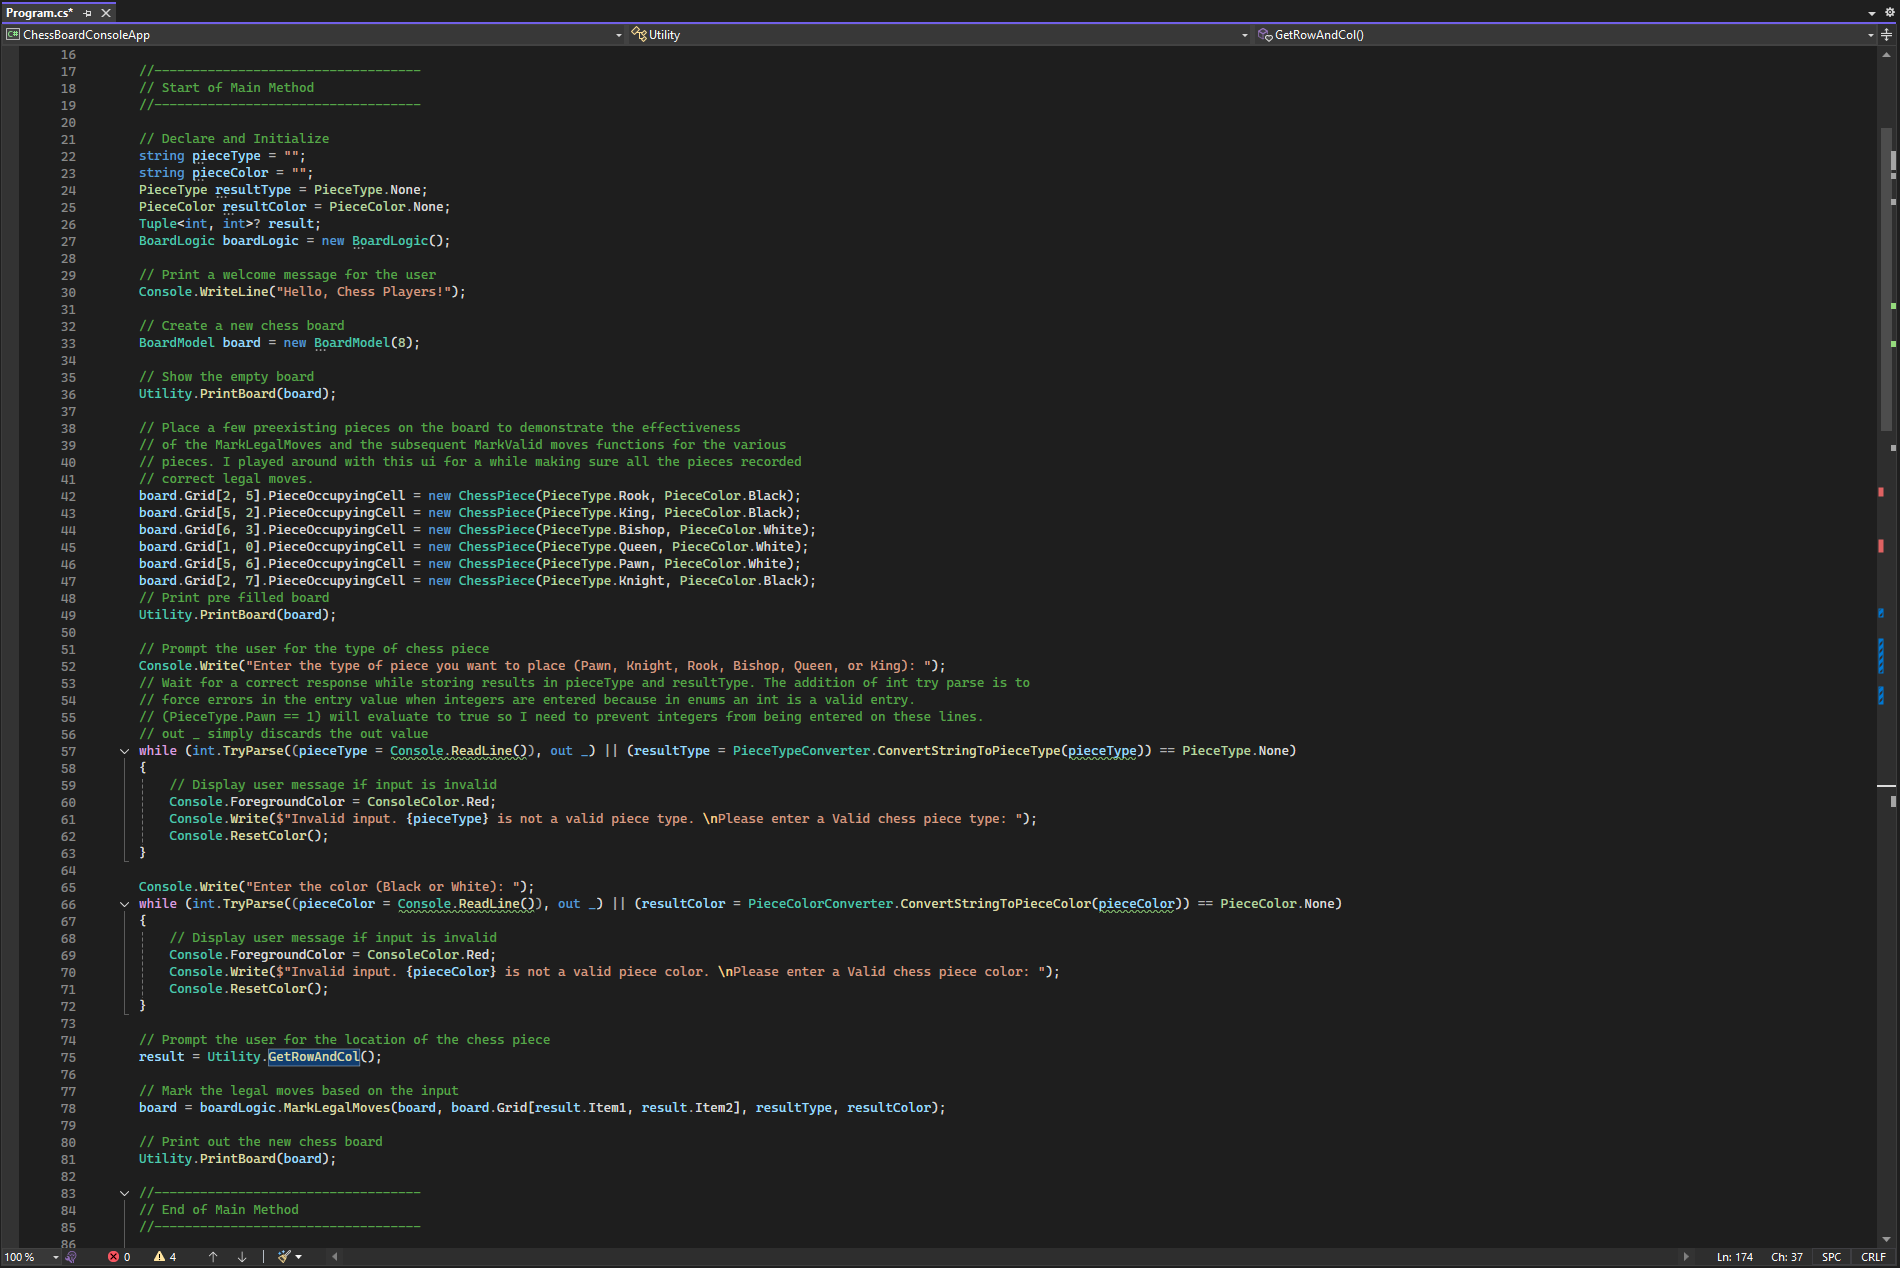 Program.cs*
ChessBoardConsoleApp Utility GetRowAndCol()
16
17 //-----------------------------------
18 // Start of Main Method
19 //-----------------------------------
20
21 // Declare and Initialize
22 string pieceType = "";
23 string pieceColor = "";
24 PieceType resultType = PieceType.None;
25 PieceColor resultColor = PieceColor.None;
26 Tuple<int, int>? result;
27 BoardLogic boardLogic = new BoardLogic();
28
29 // Print a welcome message for the user
30 Console.WriteLine("Hello, Chess Players!");
31
32 // Create a new chess board
33 BoardModel board = new BoardModel(8);
34
35 // Show the empty board
36 Utility.PrintBoard(board);
37
38 // Place a few preexisting pieces on the board to demonstrate the effectiveness
39 // of the MarkLegalMoves and the subsequent MarkValid moves functions for the various
40 // pieces. I played around with this ui for a while making sure all the pieces recorded
41 // correct legal moves.
42 board.Grid[2, 5].PieceOccupyingCell = new ChessPiece(PieceType.Rook, PieceColor.Black);
43 board.Grid[5, 2].PieceOccupyingCell = new ChessPiece(PieceType.King, PieceColor.Black);
44 board.Grid[6, 3].PieceOccupyingCell = new ChessPiece(PieceType.Bishop, PieceColor.White);
45 board.Grid[1, 0].PieceOccupyingCell = new ChessPiece(PieceType.Queen, PieceColor.White);
46 board.Grid[5, 6].PieceOccupyingCell = new ChessPiece(PieceType.Pawn, PieceColor.White);
47 board.Grid[2, 7].PieceOccupyingCell = new ChessPiece(PieceType.Knight, PieceColor.Black);
48 // Print pre filled board
49 Utility.PrintBoard(board);
50
51 // Prompt the user for the type of chess piece
52 Console.Write("Enter the type of piece you want to place (Pawn, Knight, Rook, Bishop, Queen, or King): ");
53 // Wait for a correct response while storing results in pieceType and resultType. The addition of int try parse is to
54 // force errors in the entry value when integers are entered because in enums an int is a valid entry.
55 // (PieceType.Pawn == 1) will evaluate to true so I need to prevent integers from being entered on these lines.
56 // out _ simply discards the out value
57 while (int.TryParse((pieceType = Console.ReadLine()), out _) || (resultType = PieceTypeConverter.ConvertStringToPieceType(pieceType)) == PieceType.None)
58 {
59 // Display user message if input is invalid
60 Console.ForegroundColor = ConsoleColor.Red;
61 Console.Write($"Invalid input. {pieceType} is not a valid piece type. \nPlease enter a Valid chess piece type: ");
62 Console.ResetColor();
63 }
64
65 Console.Write("Enter the color (Black or White): ");
66 while (int.TryParse((pieceColor = Console.ReadLine()), out _) || (resultColor = PieceColorConverter.ConvertStringToPieceColor(pieceColor)) == PieceColor.None)
67 {
68 // Display user message if input is invalid
69 Console.ForegroundColor = ConsoleColor.Red;
70 Console.Write($"Invalid input. {pieceColor} is not a valid piece color. \nPlease enter a Valid chess piece color: ");
71 Console.ResetColor();
72 }
73
74 // Prompt the user for the location of the chess piece
75 result = Utility.GetRowAndCol();
76
77 // Mark the legal moves based on the input
78 board = boardLogic.MarkLegalMoves(board, board.Grid[result.Item1, result.Item2], resultType, resultColor);
79
80 // Print out the new chess board
81 Utility.PrintBoard(board);
82
83 //-----------------------------------
84 // End of Main Method
85 //-----------------------------------
86
100 % 0 4 Ln: 174 Ch: 37 SPC CRLF